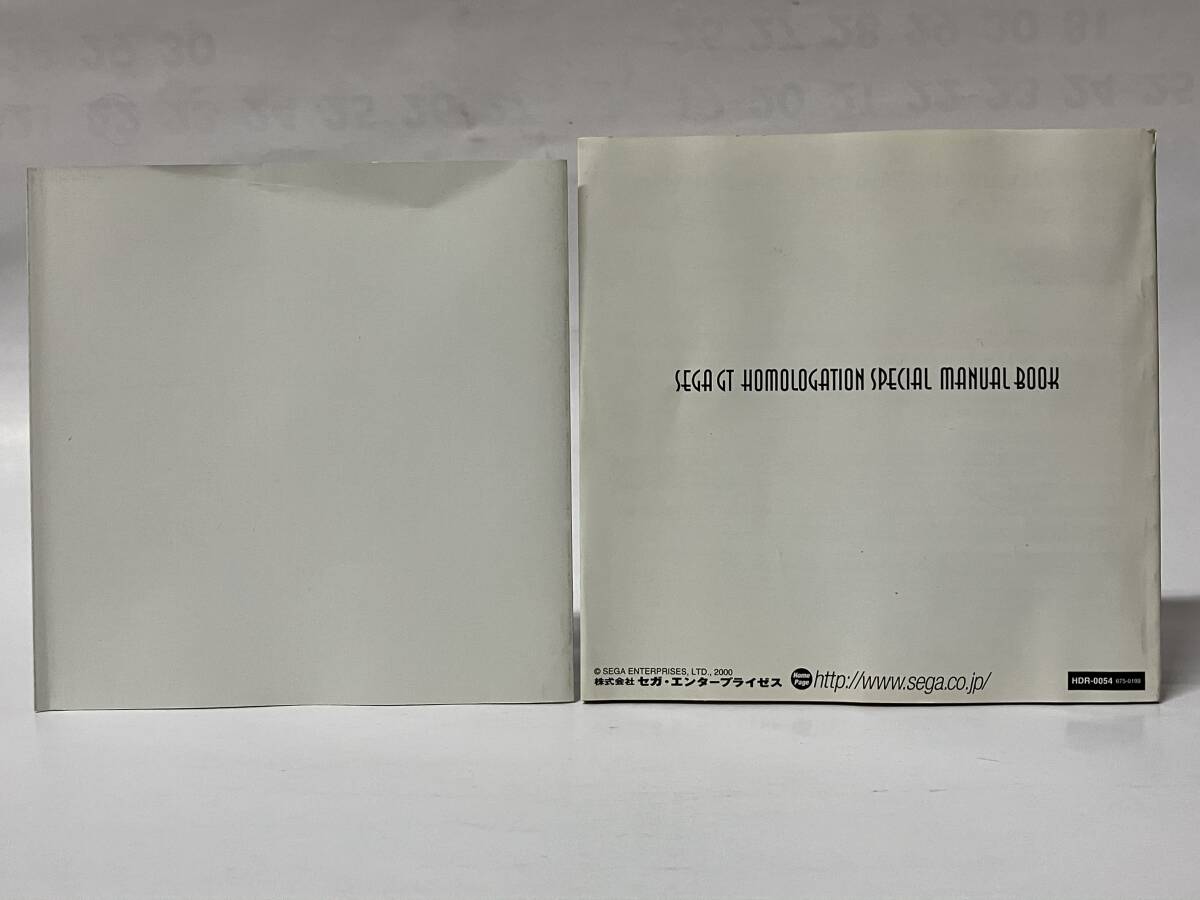 SEGA GT HOMOLOGATION SPECIAL MANUAL BOOK
© SEGA ENTERPRISES, LTD., 2000
株式会社 セガ・エンタープライゼス
Home Page http://www.sega.co.jp/
HDR-0054